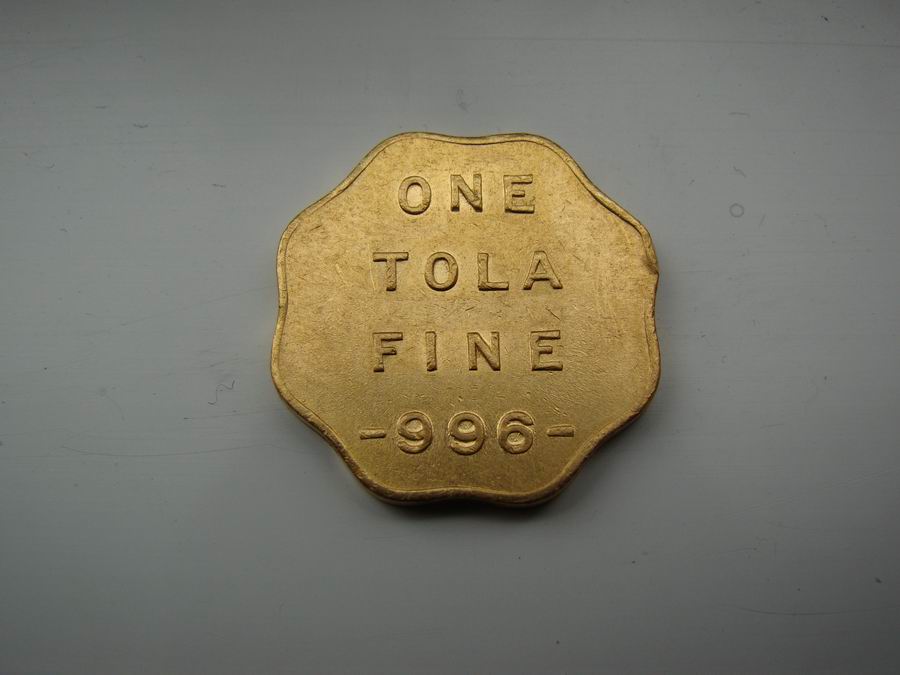 ONE
TOLA
FINE
-996-